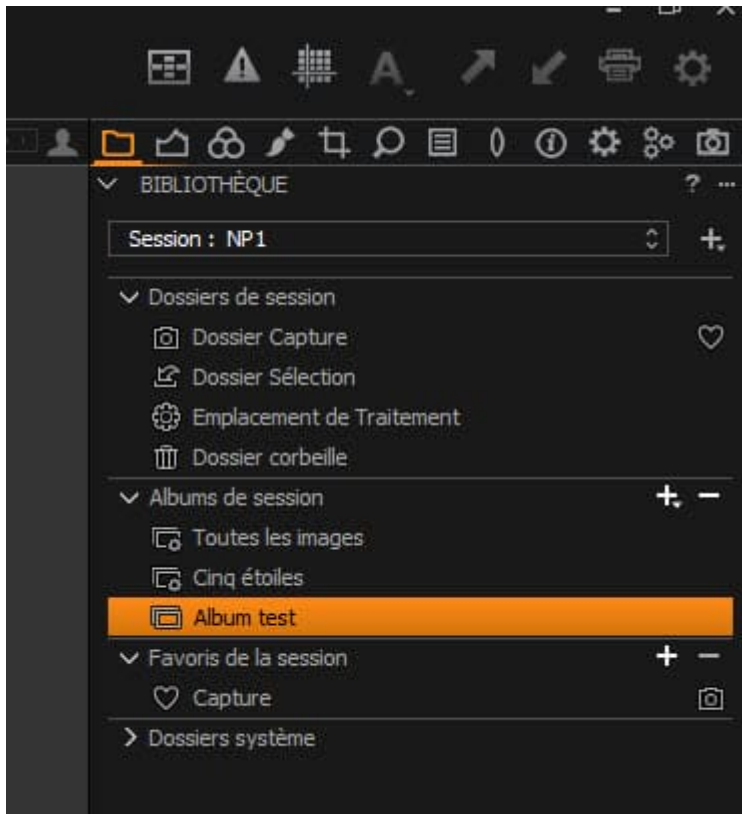 A
BIBLIOTHÈQUE ? ...
Session : NP1
Dossiers de session
Dossier Capture
Dossier Sélection
Emplacement de Traitement
Dossier corbeille
Albums de session
Toutes les images
Cinq étoiles
Album test
Favoris de la session
Capture
Dossiers système